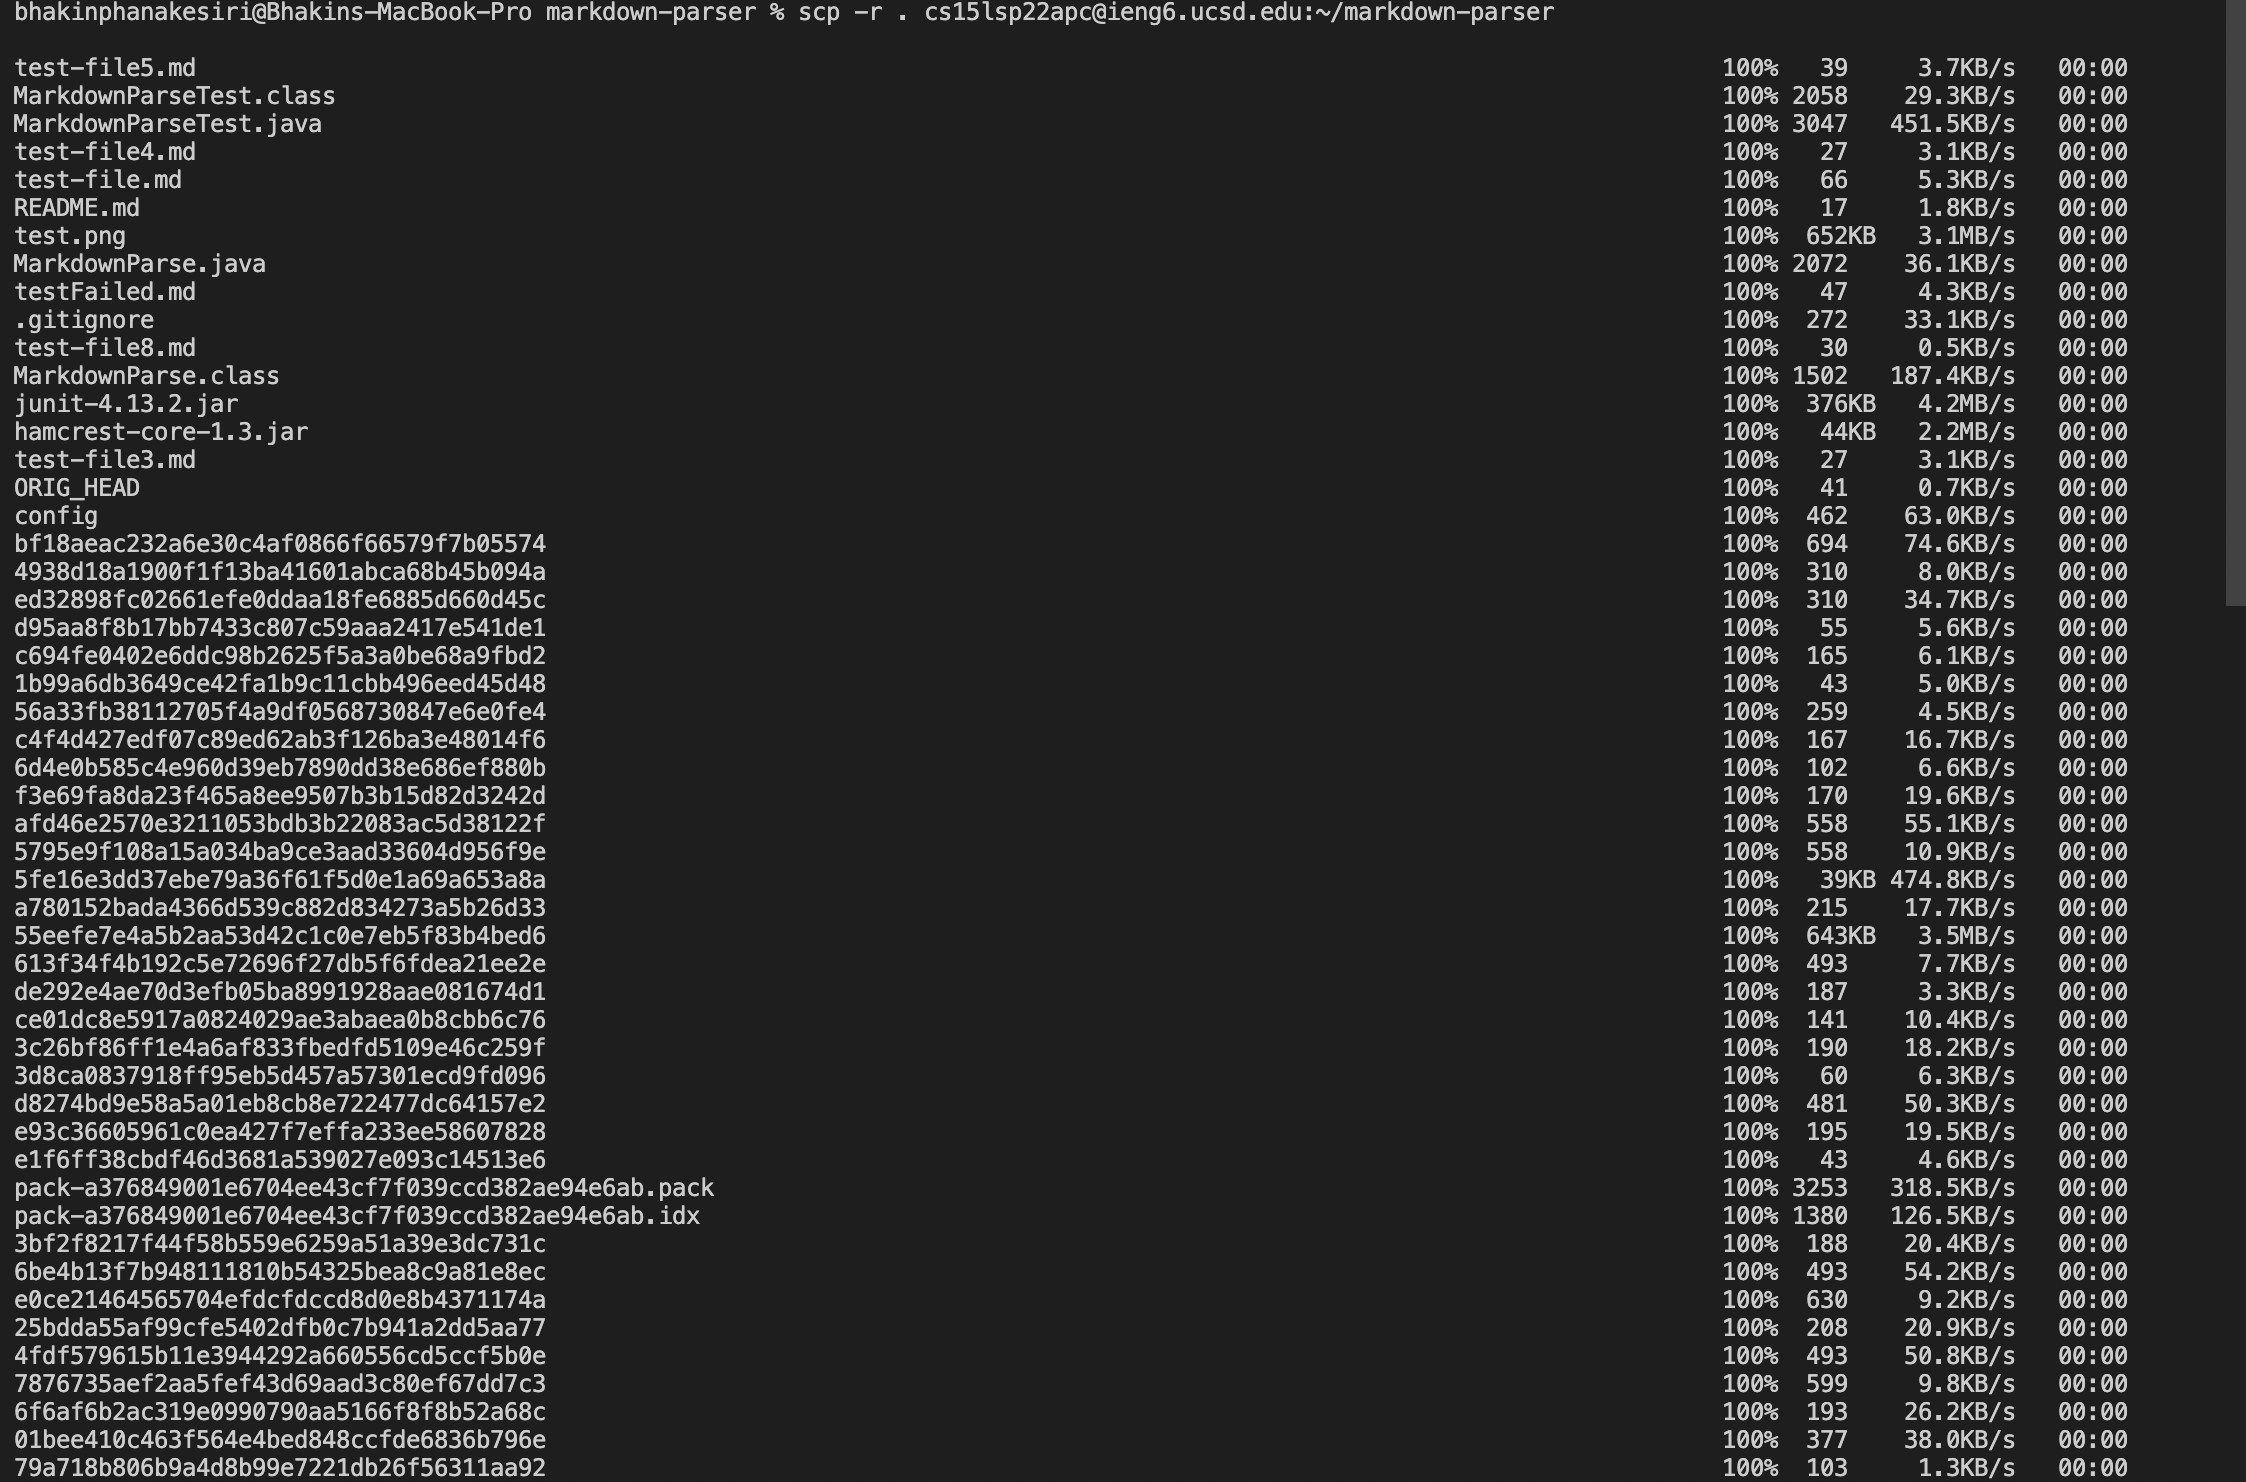 bhakinphanakesiri@Bhakins-MacBook-Pro markdown-parser % scp -r . cs15lsp22apc@ieng6.ucsd.edu:~/markdown-parser
test-file5.md 100% 39 3.7KB/s 00:00
MarkdownParseTest.class 100% 2058 29.3KB/s 00:00
MarkdownParseTest.java 100% 3047 451.5KB/s 00:00
test-file4.md 100% 27 3.1KB/s 00:00
test-file.md 100% 66 5.3KB/s 00:00
README.md 100% 17 1.8KB/s 00:00
test.png 100% 652KB 3.1MB/s 00:00
MarkdownParse.java 100% 2072 36.1KB/s 00:00
testFailed.md 100% 47 4.3KB/s 00:00
.gitignore 100% 272 33.1KB/s 00:00
test-file8.md 100% 30 0.5KB/s 00:00
MarkdownParse.class 100% 1502 187.4KB/s 00:00
junit-4.13.2.jar 100% 376KB 4.2MB/s 00:00
hamcrest-core-1.3.jar 100% 44KB 2.2MB/s 00:00
test-file3.md 100% 27 3.1KB/s 00:00
ORIG_HEAD 100% 41 0.7KB/s 00:00
config 100% 462 63.0KB/s 00:00
bf18aeac232a6e30c4af0866f66579f7b05574 100% 694 74.6KB/s 00:00
4938d18a1900f1f13ba41601abca68b45b094a 100% 310 8.0KB/s 00:00
ed32898fc02661efe0ddaa18fe6885d660d45c 100% 310 34.7KB/s 00:00
d95aa8f8b17bb7433c807c59aaa2417e541de1 100% 55 5.6KB/s 00:00
c694fe0402e6ddc98b2625f5a3a0be68a9fbd2 100% 165 6.1KB/s 00:00
1b99a6db3649ce42fa1b9c11cbb496eed45d48 100% 43 5.0KB/s 00:00
56a33fb38112705f4a9df0568730847e6e0fe4 100% 259 4.5KB/s 00:00
c4f4d427edf07c89ed62ab3f126ba3e48014f6 100% 167 16.7KB/s 00:00
6d4e0b585c4e960d39eb7890dd38e686ef880b 100% 102 6.6KB/s 00:00
f3e69fa8da23f465a8ee9507b3b15d82d3242d 100% 170 19.6KB/s 00:00
afd46e2570e3211053bdb3b22083ac5d38122f 100% 558 55.1KB/s 00:00
5795e9f108a15a034ba9ce3aad33604d956f9e 100% 558 10.9KB/s 00:00
5fe16e3dd37ebe79a36f61f5d0e1a69a653a8a 100% 39KB 474.8KB/s 00:00
a780152bada4366d539c882d834273a5b26d33 100% 215 17.7KB/s 00:00
55eefe7e4a5b2aa53d42c1c0e7eb5f83b4bed6 100% 643KB 3.5MB/s 00:00
613f34f4b192c5e72696f27db5f6fdea21ee2e 100% 493 7.7KB/s 00:00
de292e4ae70d3efb05ba8991928aae081674d1 100% 187 3.3KB/s 00:00
ce01dc8e5917a0824029ae3abaea0b8cbb6c76 100% 141 10.4KB/s 00:00
3c26bf86ff1e4a6af833fbedfd5109e46c259f 100% 190 18.2KB/s 00:00
3d8ca0837918ff95eb5d457a57301ecd9fd096 100% 60 6.3KB/s 00:00
d8274bd9e58a5a01eb8cb8e722477dc64157e2 100% 481 50.3KB/s 00:00
e93c36605961c0ea427f7effa233ee58607828 100% 195 19.5KB/s 00:00
e1f6ff38cbdf46d3681a539027e093c14513e6 100% 43 4.6KB/s 00:00
pack-a376849001e6704ee43cf7f039ccd382ae94e6ab.pack 100% 3253 318.5KB/s 00:00
pack-a376849001e6704ee43cf7f039ccd382ae94e6ab.idx 100% 1380 126.5KB/s 00:00
3bf2f8217f44f58b559e6259a51a39e3dc731c 100% 188 20.4KB/s 00:00
6be4b13f7b948111810b54325bea8c9a81e8ec 100% 493 54.2KB/s 00:00
e0ce21464565704efdcfdccd8d0e8b4371174a 100% 630 9.2KB/s 00:00
25bdda55af99cfe5402dfb0c7b941a2dd5aa77 100% 208 20.9KB/s 00:00
4fdf579615b11e3944292a660556cd5ccf5b0e 100% 493 50.8KB/s 00:00
7876735aef2aa5fef43d69aad3c80ef67dd7c3 100% 599 9.8KB/s 00:00
6f6af6b2ac319e0990790aa5166f8f8b52a68c 100% 193 26.2KB/s 00:00
01bee410c463f564e4bed848ccfde6836b796e 100% 377 38.0KB/s 00:00
79a718b806b9a4d8b99e7221db26f56311aa92 100% 103 1.3KB/s 00:00